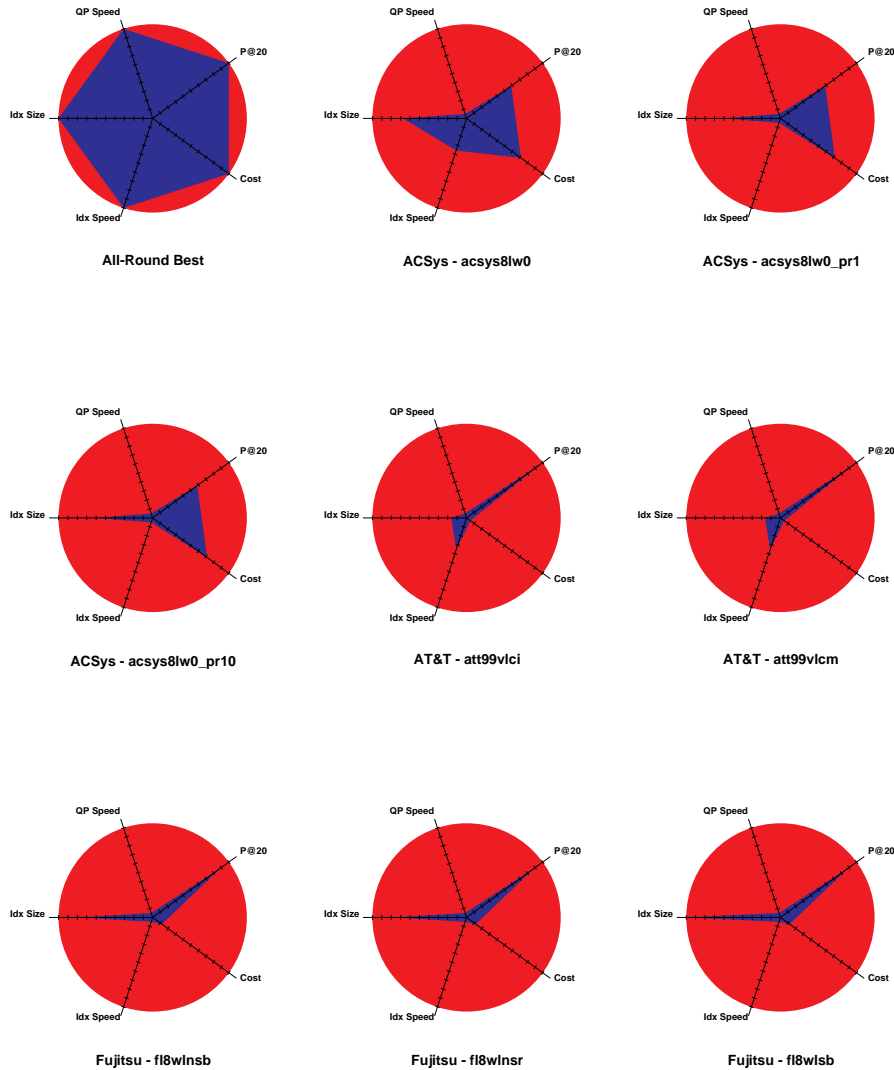 QP Speed
P@20
Idx Size
Cost
Idx Speed
All-Round Best
QP Speed
P@20
Idx Size
Cost
Idx Speed
ACSys - acsys8lw0
QP Speed
P@20
Idx Size
Cost
Idx Speed
ACSys - acsys8lw0_pr1
QP Speed
P@20
Idx Size
Cost
Idx Speed
ACSys - acsys8lw0_pr10
QP Speed
P@20
Idx Size
Cost
Idx Speed
AT&T - att99vlci
QP Speed
P@20
Idx Size
Cost
Idx Speed
AT&T - att99vlcm
QP Speed
P@20
Idx Size
Cost
Idx Speed
Fujitsu - fl8wlnsb
QP Speed
P@20
Idx Size
Cost
Idx Speed
Fujitsu - fl8wlnsr
QP Speed
P@20
Idx Size
Cost
Idx Speed
Fujitsu - fl8wlsb